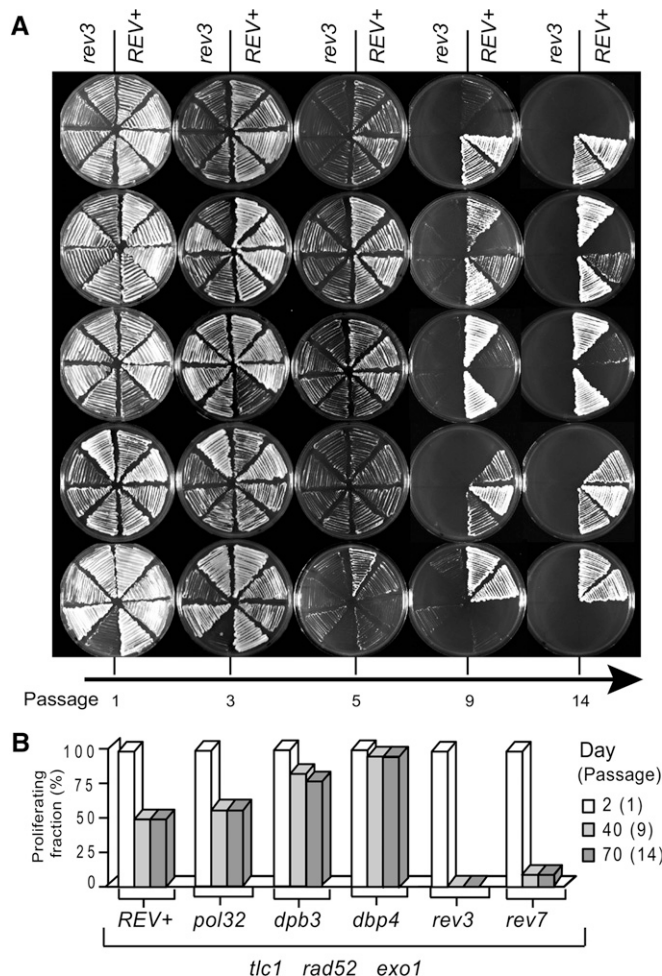 A
rev3 REV+ rev3 REV+ rev3 REV+ rev3 REV+ rev3 REV+
Passage 1 3 5 9 14
B
Proliferating
fraction (%)
100
75
50
25
0
REV+ pol32 dpb3 dbp4 rev3 rev7
tlc1 rad52 exo1
Day
(Passage)
2 (1)
40 (9)
70 (14)